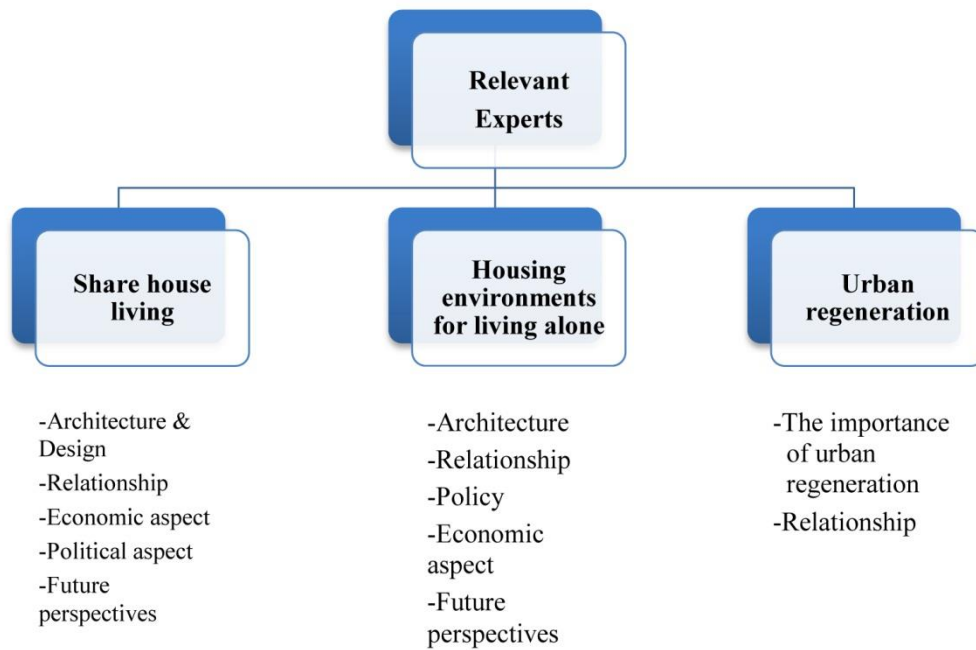 Relevant
Experts
Share house
living
Housing
environments
for living alone
Urban
regeneration
-Architecture &
Design
-Relationship
-Economic aspect
-Political aspect
-Future
perspectives
-Architecture
-Relationship
-Policy
-Economic
aspect
-Future
perspectives
-The importance
of urban
regeneration
-Relationship